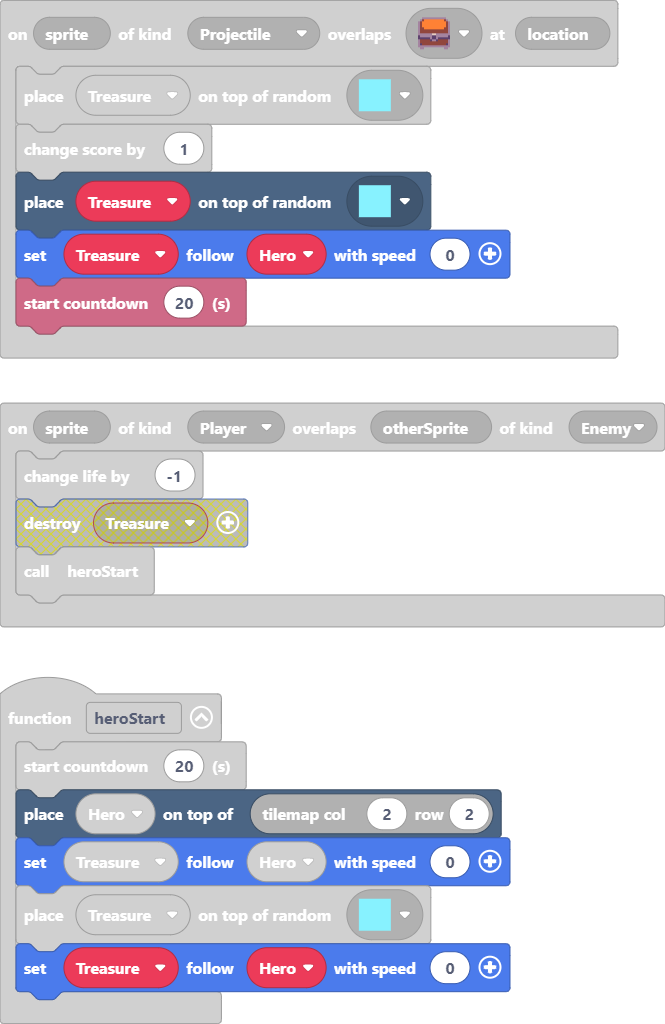 on sprite of kind Projectile overlaps at location
place Treasure on top of random
change score by 1
place Treasure on top of random
set Treasure follow Hero with speed 0
start countdown 20 (s)
on sprite of kind Player overlaps otherSprite of kind Enemy
change life by -1
destroy Treasure
call heroStart
function heroStart
start countdown 20 (s)
place Hero on top of tilemap col 2 row 2
set Treasure follow Hero with speed 0
place Treasure on top of random
set Treasure follow Hero with speed 0